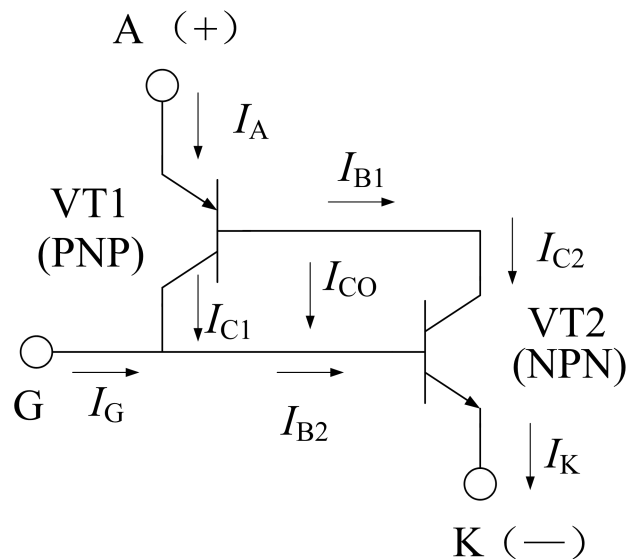 A (+)
I_A
VT1
(PNP)
I_B1
I_C2
I_CO
I_C1
VT2
(NPN)
G
I_G
I_B2
I_K
K (—)